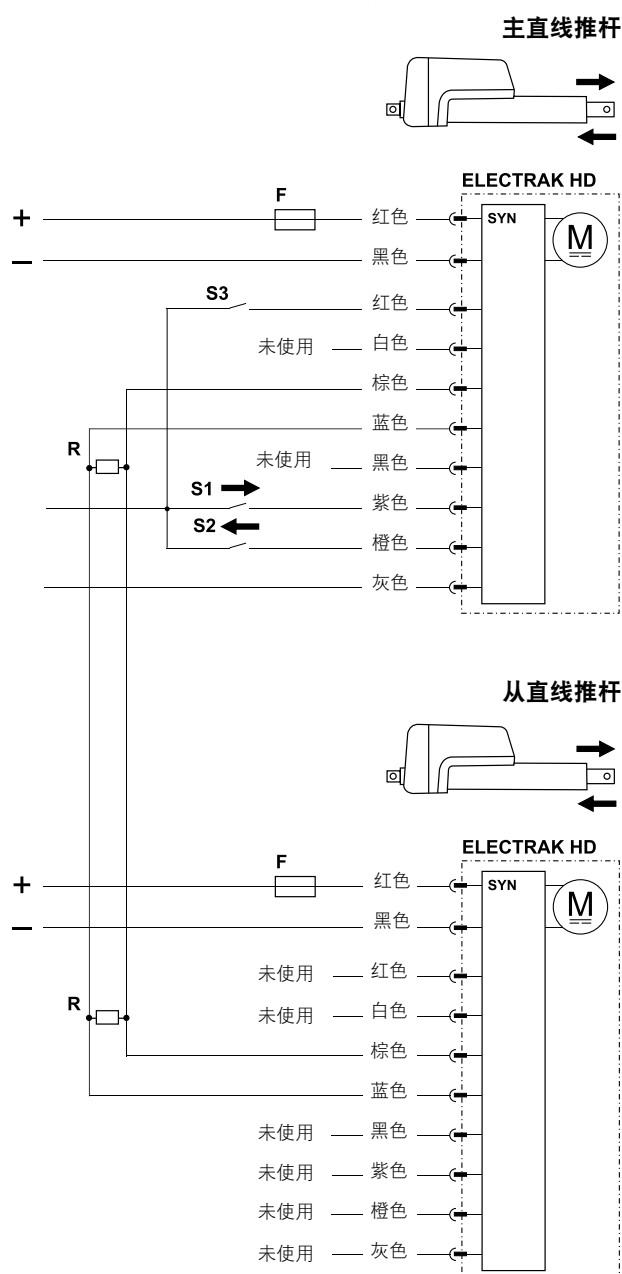 主直线推杆
ELECTRAK HD
F
+ 红色 SYN
M
− 黑色
S3 红色
未使用 白色
棕色
蓝色
R
未使用 黑色
S1 紫色
S2 橙色
灰色
从直线推杆
ELECTRAK HD
F
+ 红色 SYN
M
− 黑色
未使用 红色
R
未使用 白色
棕色
蓝色
未使用 黑色
未使用 紫色
未使用 橙色
未使用 灰色